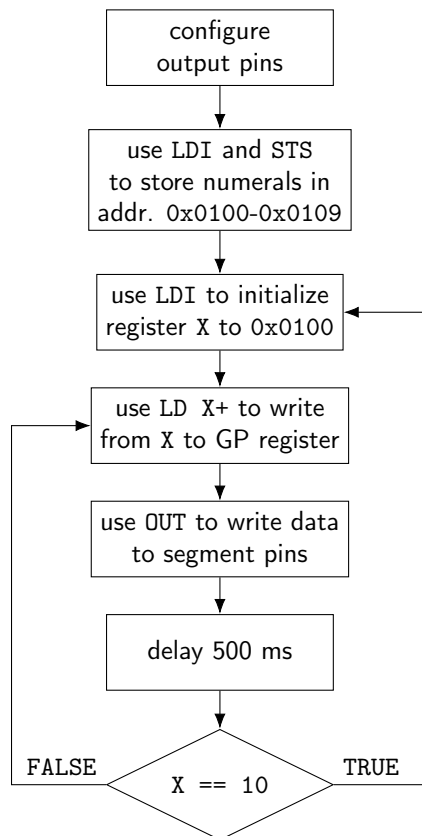 configure
output pins
use LDI and STS
to store numerals in
addr. 0x0100-0x0109
use LDI to initialize
register X to 0x0100
use LD X+ to write
from X to GP register
use OUT to write data
to segment pins
delay 500 ms
FALSE
X == 10
TRUE